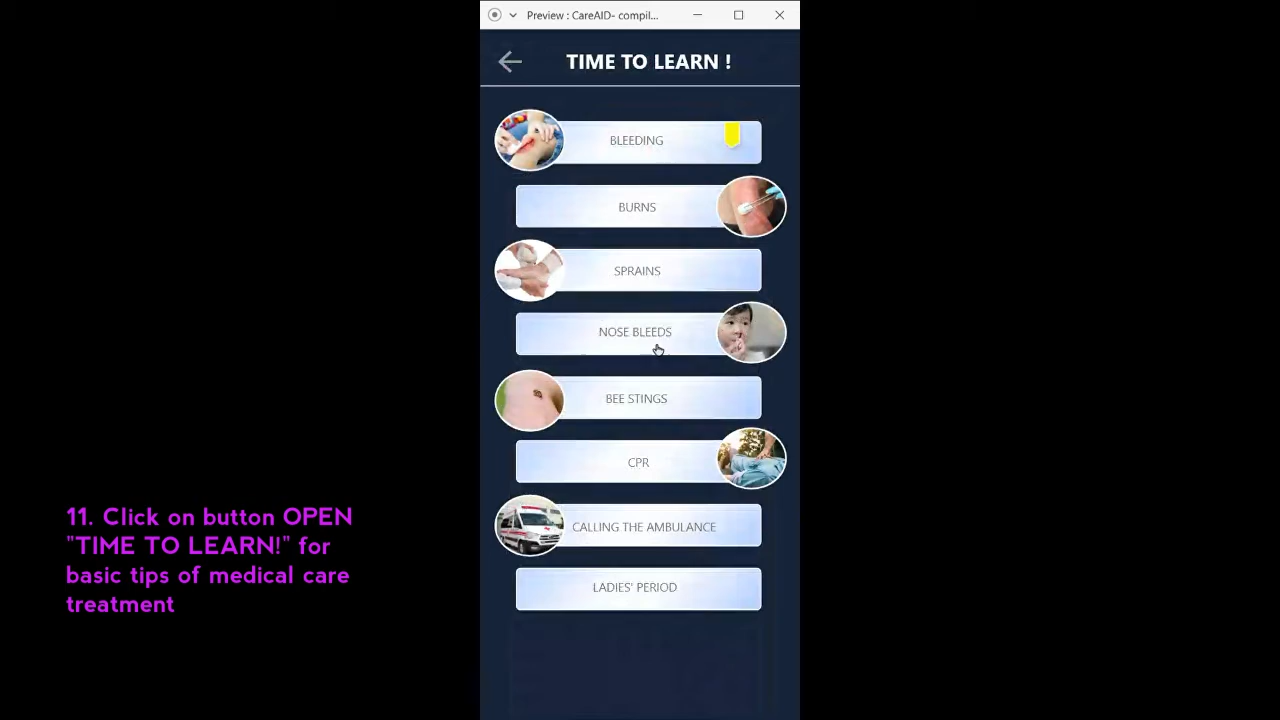 Preview : CareAID- compil...
TIME TO LEARN !
BLEEDING
BURNS
SPRAINS
NOSE BLEEDS
BEE STINGS
CPR
CALLING THE AMBULANCE
LADIES' PERIOD
11. Click on button OPEN
"TIME TO LEARN!" for
basic tips of medical care
treatment